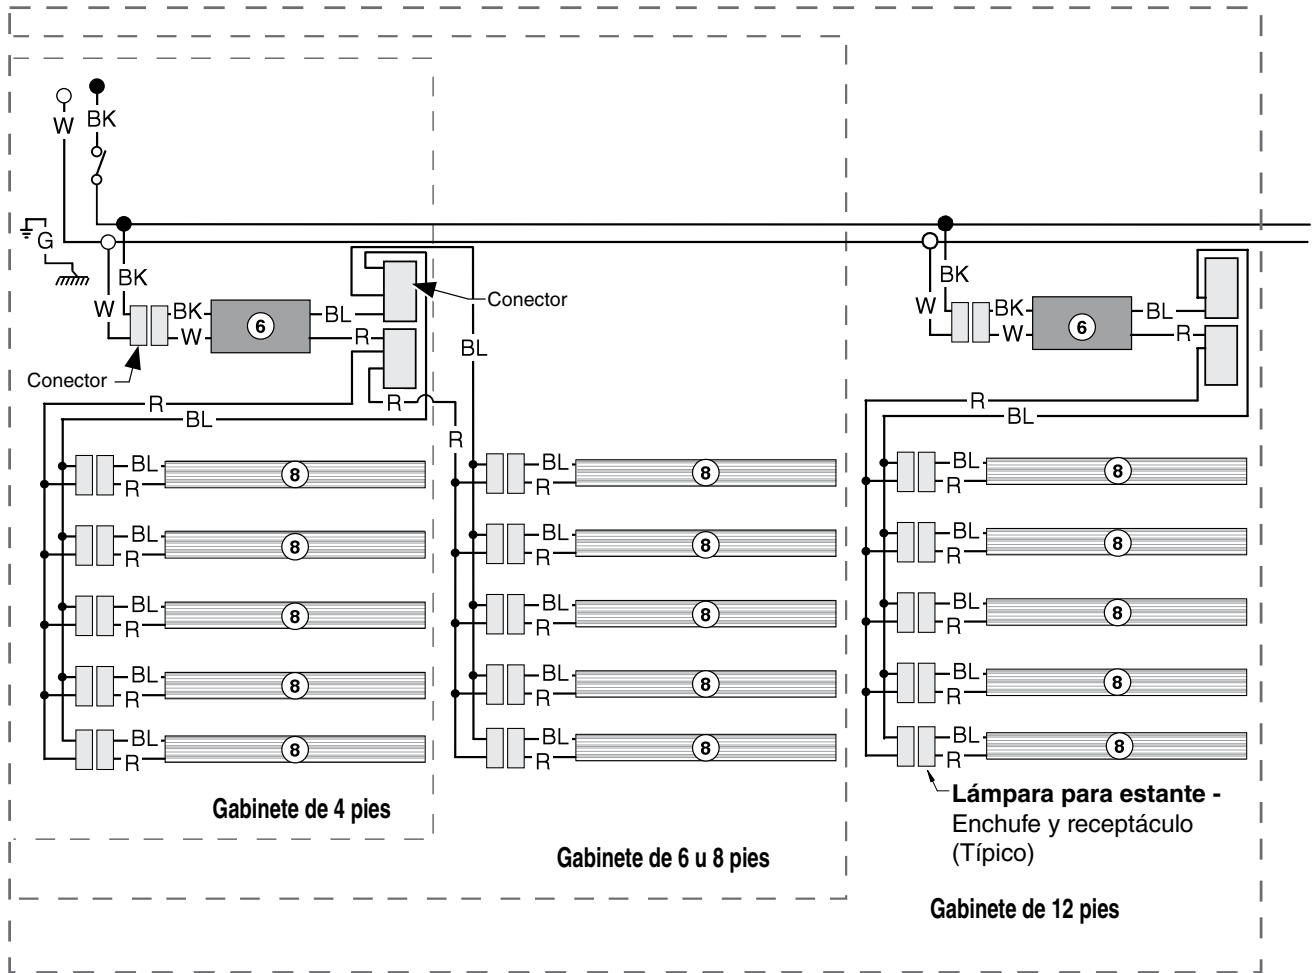 W
BK
G
BK
W
BK
W
6
BL
R
Conector
Conector
BL
R
R
BL
R
BL
R
8
BL
R
8
BL
R
8
BL
R
8
BL
R
8
Gabinete de 4 pies
BL
R
8
BL
R
8
BL
R
8
BL
R
8
BL
R
8
Gabinete de 6 u 8 pies
BK
W
BK
W
6
BL
R
R
BL
BL
R
8
BL
R
8
BL
R
8
BL
R
8
BL
R
8
Lámpara para estante -
Enchufe y receptáculo
(Típico)
Gabinete de 12 pies